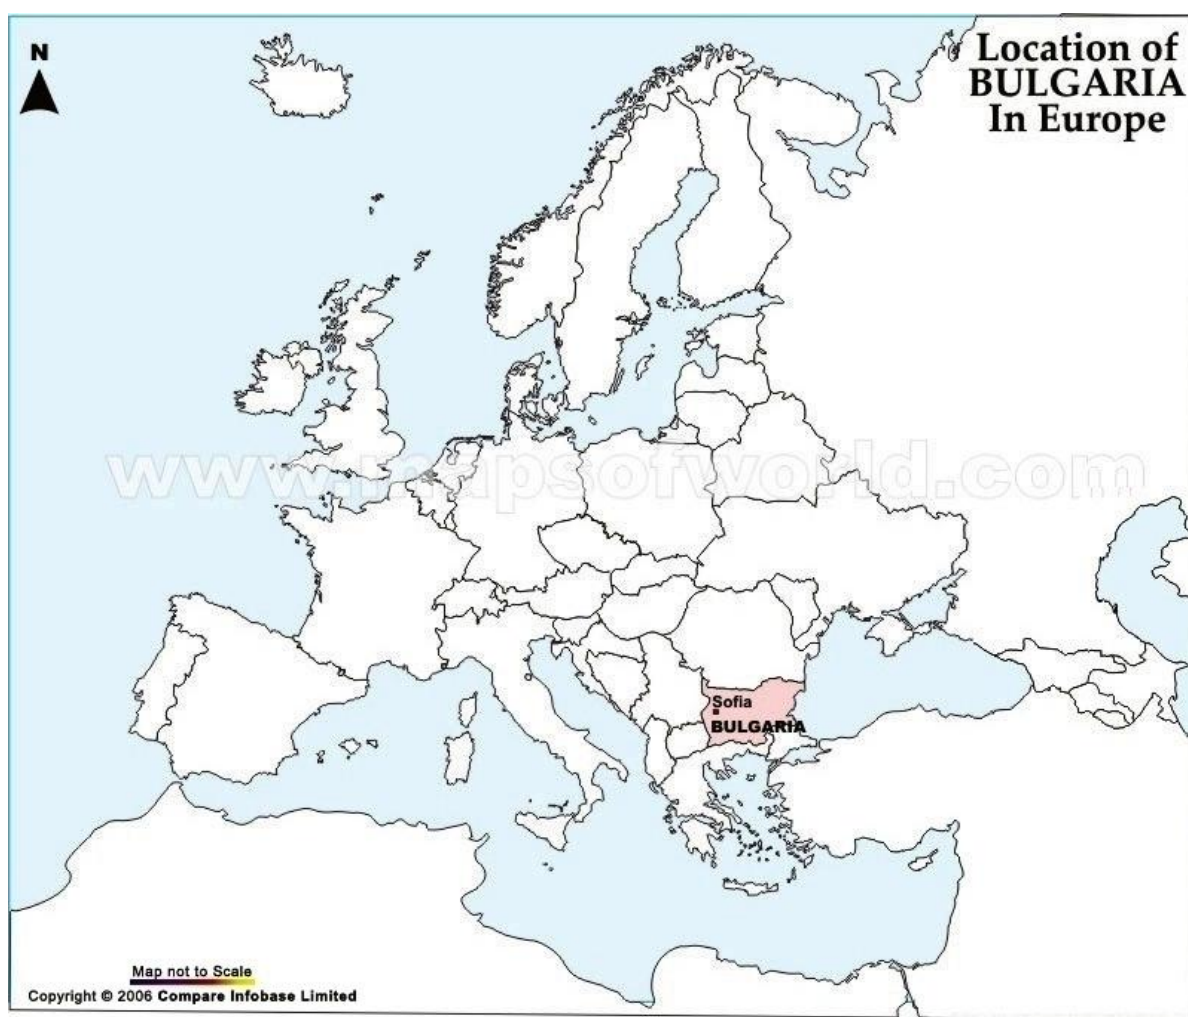 N
Location of
BULGARIA
In Europe
www.mapsofworld.com
Sofia
BULGARIA
Map not to Scale
Copyright © 2006 Compare Infobase Limited